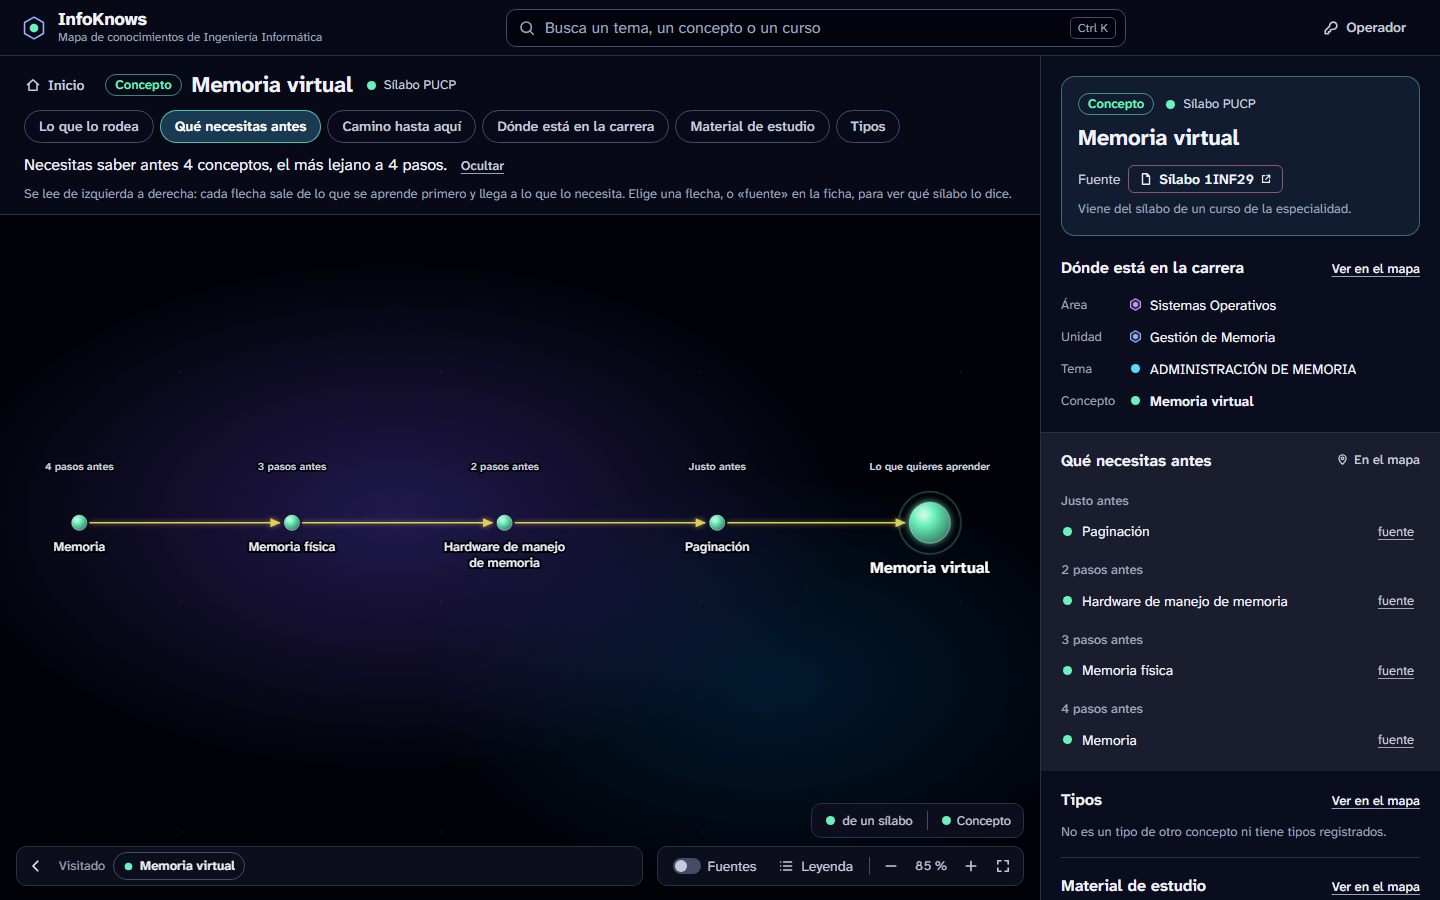 InfoKnows
Mapa de conocimientos de Ingeniería Informática
Busca un tema, un concepto o un curso
Ctrl K
Operador
Inicio
Concepto
Memoria virtual
Sílabo PUCP
Lo que lo rodea
Qué necesitas antes
Camino hasta aquí
Dónde está en la carrera
Material de estudio
Tipos
Necesitas saber antes 4 conceptos, el más lejano a 4 pasos.
Ocultar
Se lee de izquierda a derecha: cada flecha sale de lo que se aprende primero y llega a lo que lo necesita. Elige una flecha, o «fuente» en la ficha, para ver qué sílabo lo dice.
4 pasos antes
3 pasos antes
2 pasos antes
Justo antes
Lo que quieres aprender
Memoria
Memoria física
Hardware de manejo
de memoria
Paginación
Memoria virtual
de un sílabo
Concepto
Visitado
Memoria virtual
Fuentes
Leyenda
85 %
Concepto
Sílabo PUCP
Memoria virtual
Fuente
Sílabo 1INF29
Viene del sílabo de un curso de la especialidad.
Dónde está en la carrera
Ver en el mapa
Área
Sistemas Operativos
Unidad
Gestión de Memoria
Tema
ADMINISTRACIÓN DE MEMORIA
Concepto
Memoria virtual
Qué necesitas antes
En el mapa
Justo antes
Paginación
fuente
2 pasos antes
Hardware de manejo de memoria
fuente
3 pasos antes
Memoria física
fuente
4 pasos antes
Memoria
fuente
Tipos
Ver en el mapa
No es un tipo de otro concepto ni tiene tipos registrados.
Material de estudio
Ver en el mapa